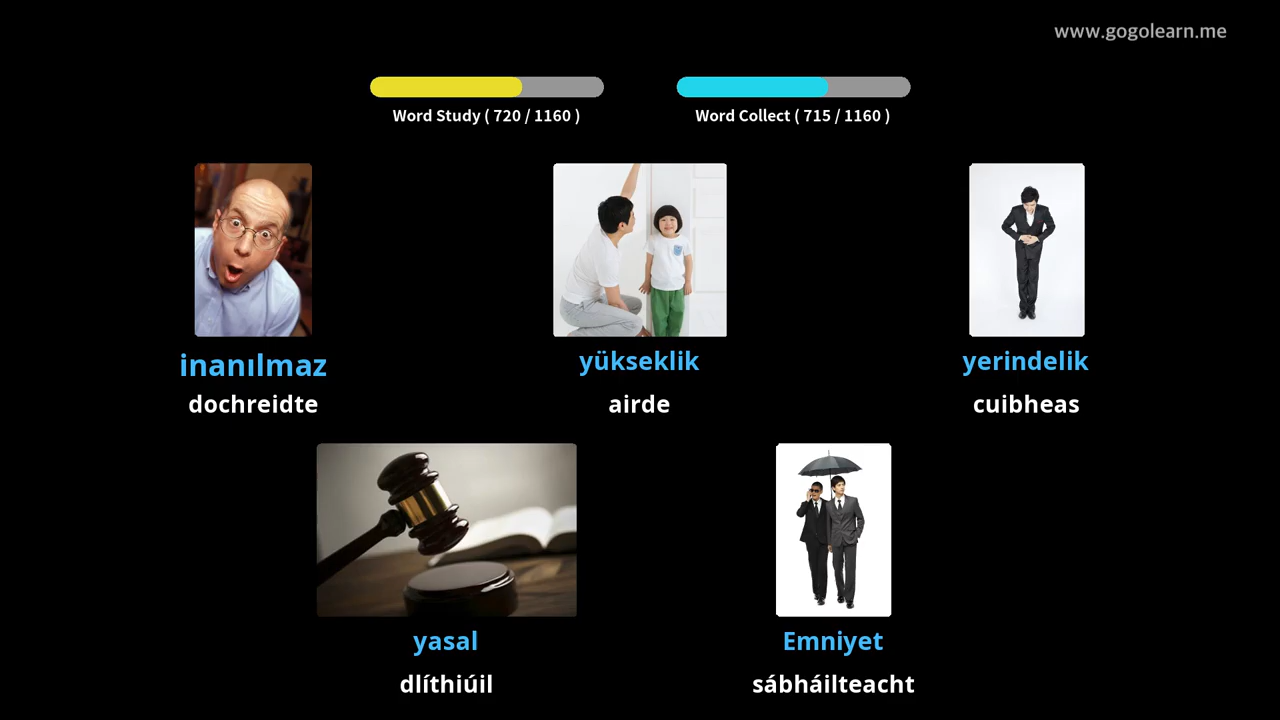 www.gogolearn.me
Word Study ( 720 / 1160 )
Word Collect ( 715 / 1160 )
inanılmaz
dochreidte
yükseklik
airde
yerindelik
cuibheas
yasal
dlíthiúil
Emniyet
sábháilteacht